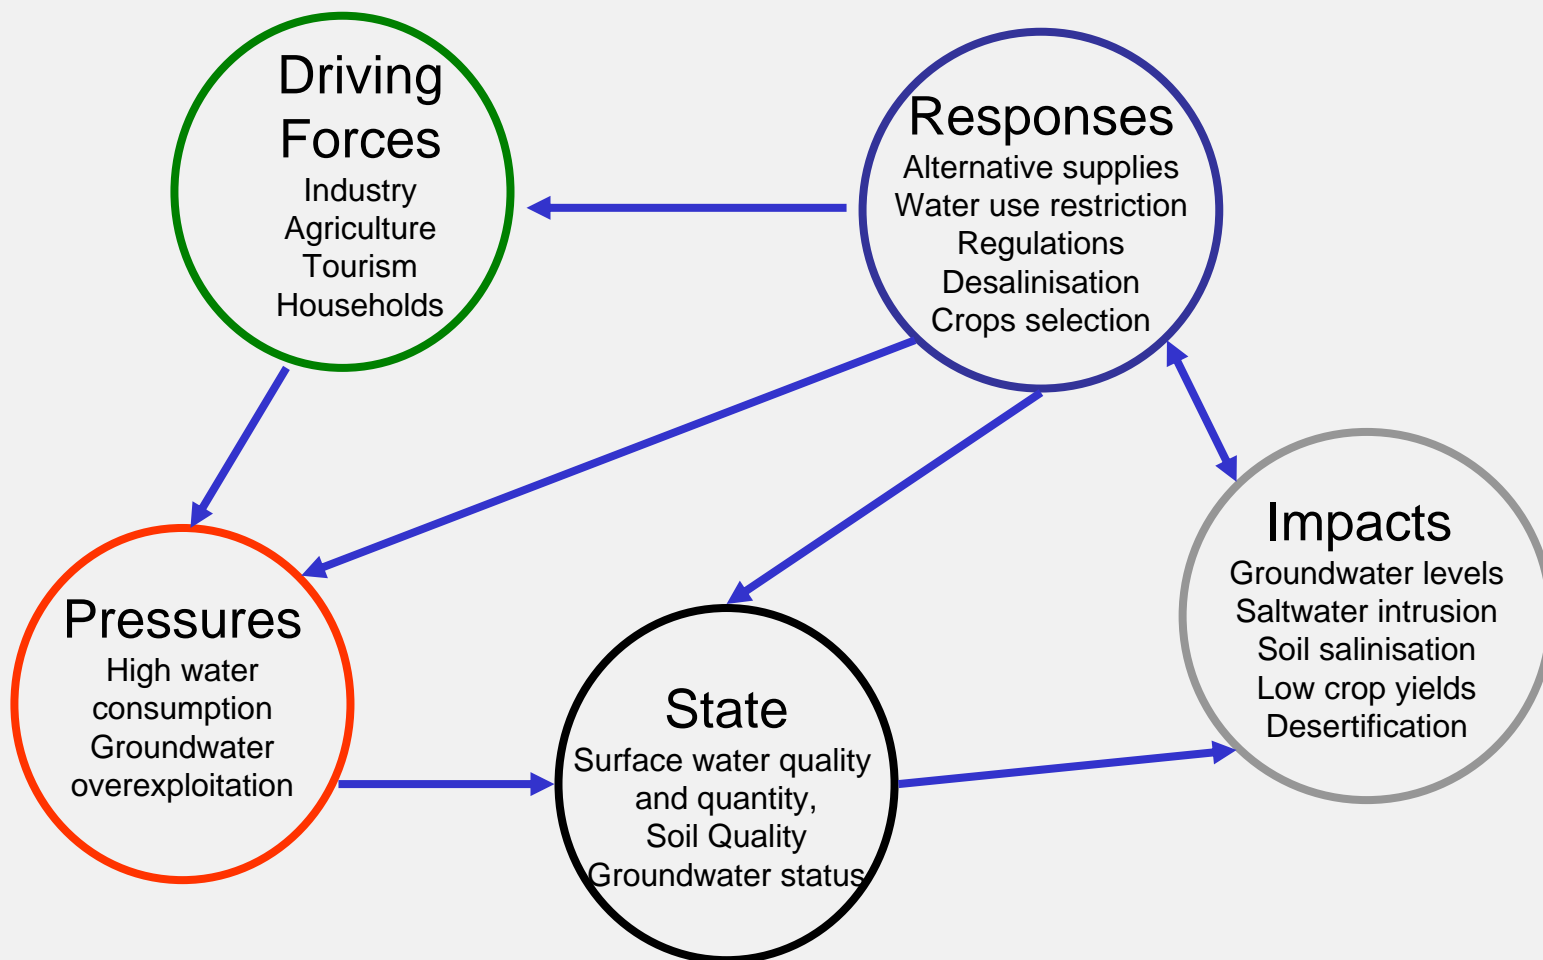 Driving
Forces
Industry
Agriculture
Tourism
Households
Responses
Alternative supplies
Water use restriction
Regulations
Desalinisation
Crops selection
Pressures
High water
consumption
Groundwater
overexploitation
State
Surface water quality
and quantity,
Soil Quality
Groundwater status
Impacts
Groundwater levels
Saltwater intrusion
Soil salinisation
Low crop yields
Desertification